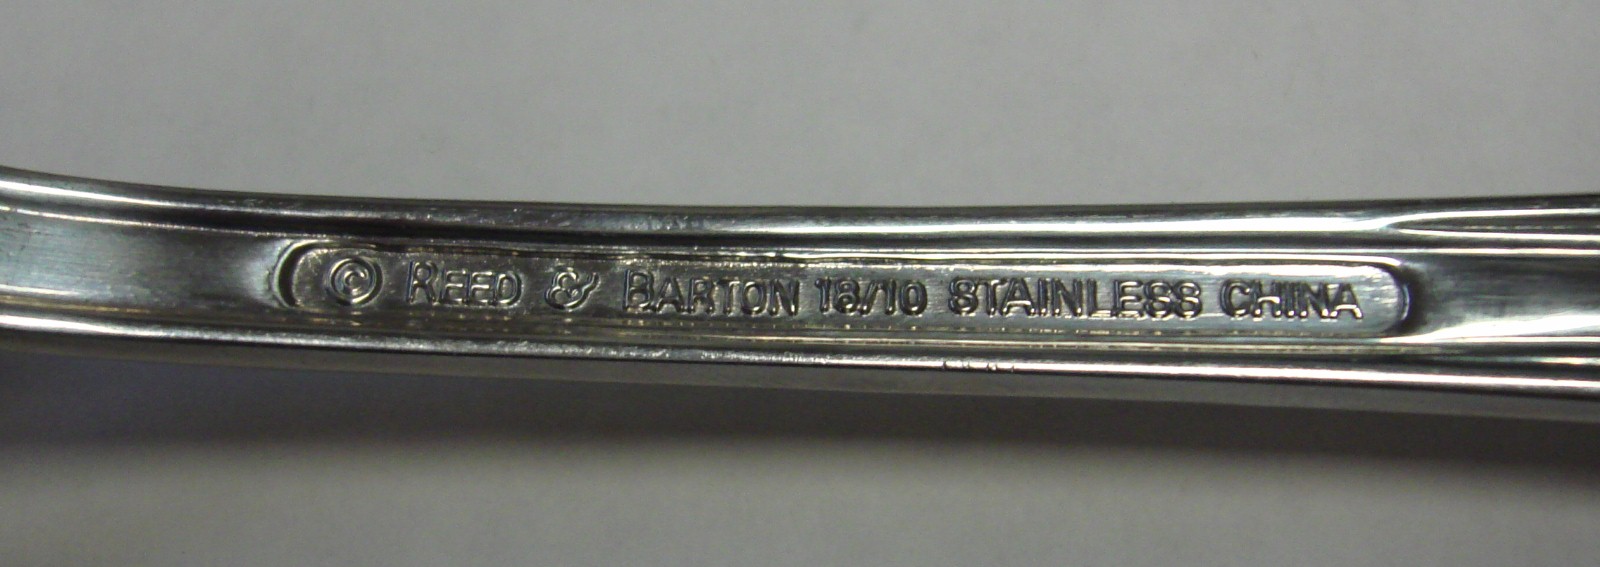 © REED & BARTON 18/10 STAINLESS CHINA